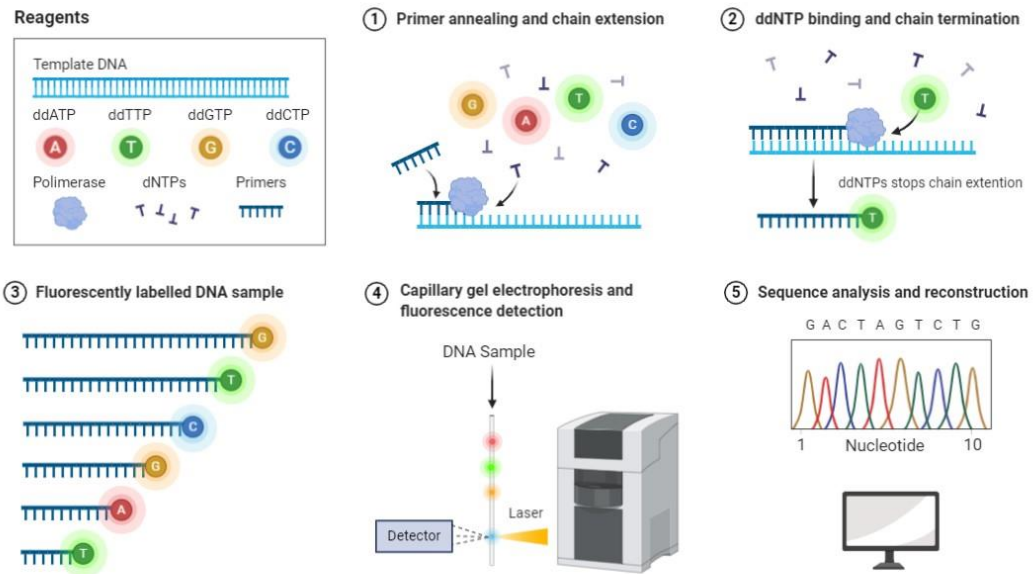 Reagents
Template DNA
ddATP ddTTP ddGTP ddCTP
A T G C
Polimerase dNTPs Primers
1 Primer annealing and chain extension
G A T C
2 ddNTP binding and chain termination
T
ddNTPs stops chain extention
T
3 Fluorescently labelled DNA sample
G
T
C
G
A
T
4 Capillary gel electrophoresis and
fluorescence detection
DNA Sample
Laser
Detector
5 Sequence analysis and reconstruction
G A C T A G T C T G
1 Nucleotide 10